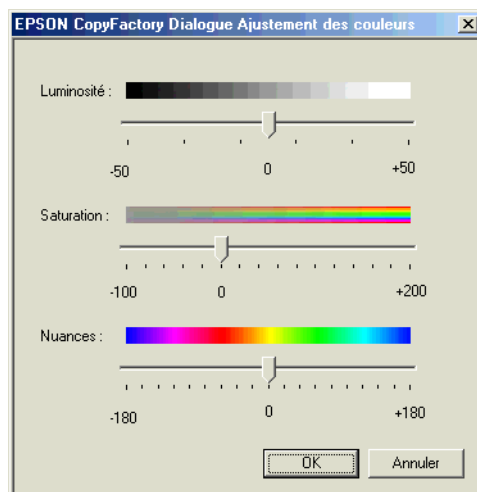 EPSON CopyFactory Dialogue Ajustement des couleurs
Luminosité :
-50 0 +50
Saturation :
-100 0 +200
Nuances :
-180 0 +180
OK Annuler